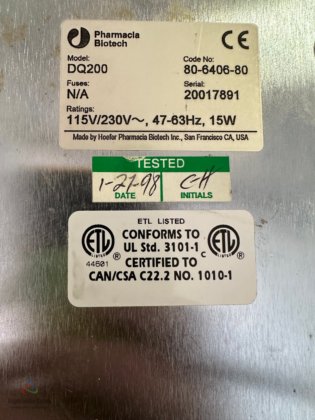 Pharmacia
Biotech
CE
Model: Code No:
DQ200 80-6406-80
Fuses: Serial:
N/A 20017891
Ratings:
115V/230V~, 47-63Hz, 15W
Made by Hoefer Pharmacia Biotech Inc., San Francisco CA, USA
TESTED
1-27-98 C-H
DATE INITIALS
ETL LISTED
CONFORMS TO
UL Std. 3101-1
ETL ® C ETL ®
44601 CERTIFIED TO
CAN/CSA C22.2 NO. 1010-1